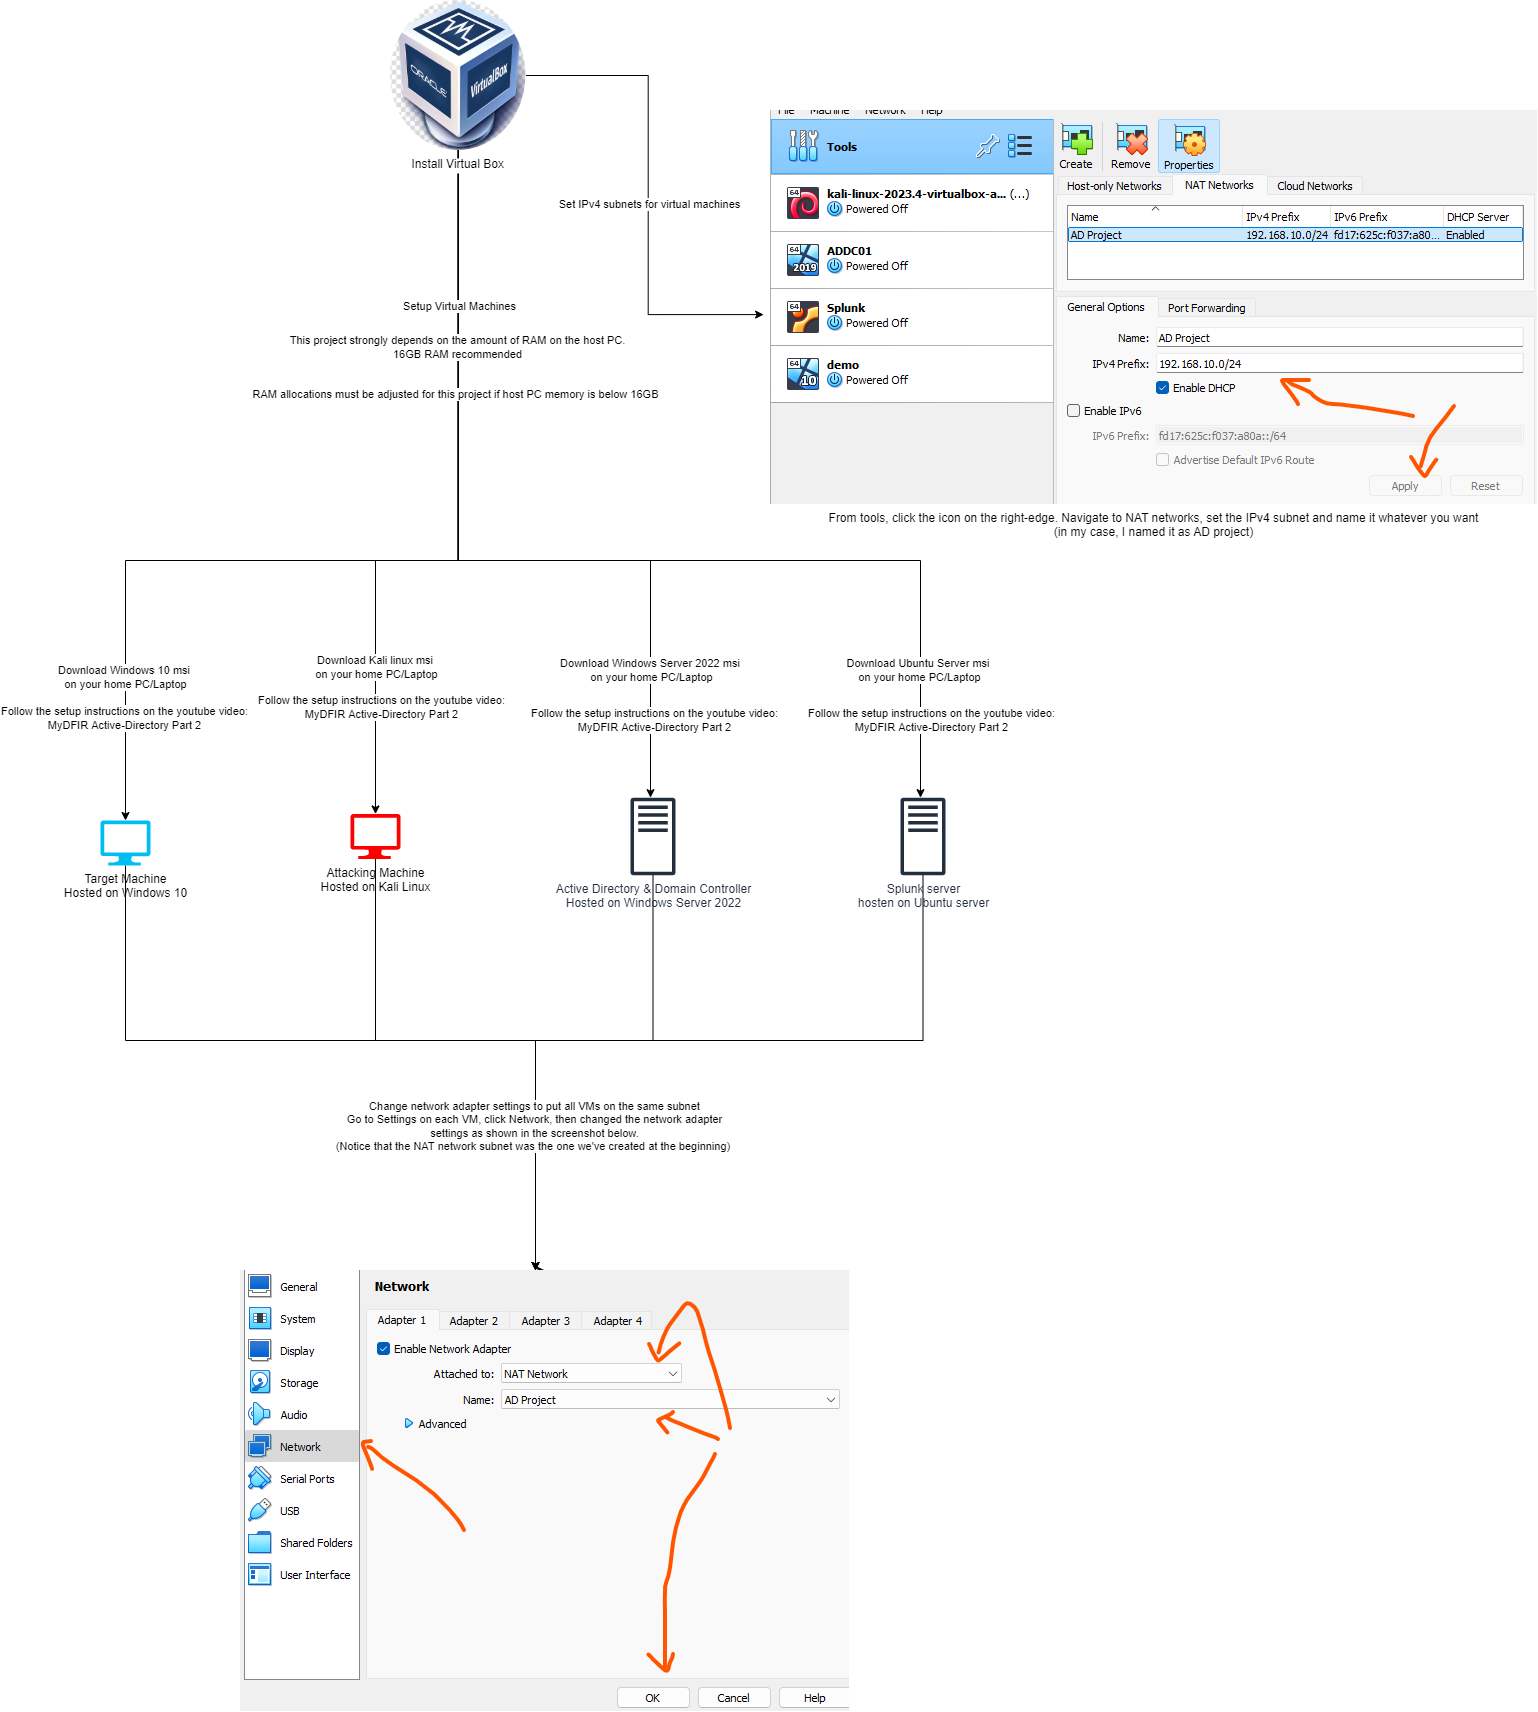 ORACLE
VirtualBox
Install Virtual Box
Set IPv4 subnets for virtual machines
File Machine Network Help
Tools
64
kali-linux-2023.4-virtualbox-a... (...)
Powered Off
64
2019
ADDC01
Powered Off
64
Splunk
Powered Off
64
10
demo
Powered Off
Create
Remove
Properties
Host-only Networks
NAT Networks
Cloud Networks
Name IPv4 Prefix IPv6 Prefix DHCP Server
AD Project 192.168.10.0/24 fd17:625c:f037:a80... Enabled
General Options
Port Forwarding
Name: AD Project
IPv4 Prefix: 192.168.10.0/24
Enable DHCP
Enable IPv6
IPv6 Prefix: fd17:625c:f037:a80a::/64
Advertise Default IPv6 Route
Apply
Reset
From tools, click the icon on the right-edge. Navigate to NAT networks, set the IPv4 subnet and name it whatever you want
(in my case, I named it as AD project)
Setup Virtual Machines
This project strongly depends on the amount of RAM on the host PC.
16GB RAM recommended
RAM allocations must be adjusted for this project if host PC memory is below 16GB
Download Windows 10 msi
on your home PC/Laptop
Follow the setup instructions on the youtube video:
MyDFIR Active-Directory Part 2
Download Kali linux msi
on your home PC/Laptop
Follow the setup instructions on the youtube video:
MyDFIR Active-Directory Part 2
Download Windows Server 2022 msi
on your home PC/Laptop
Follow the setup instructions on the youtube video:
MyDFIR Active-Directory Part 2
Download Ubuntu Server msi
on your home PC/Laptop
Follow the setup instructions on the youtube video:
MyDFIR Active-Directory Part 2
Target Machine
Hosted on Windows 10
Attacking Machine
Hosted on Kali Linux
Active Directory & Domain Controller
Hosted on Windows Server 2022
Splunk server
hosten on Ubuntu server
Change network adapter settings to put all VMs on the same subnet
Go to Settings on each VM, click Network, then changed the network adapter
settings as shown in the screenshot below.
(Notice that the NAT network subnet was the one we've created at the beginning)
General
System
Display
Storage
Audio
Network
Serial Ports
USB
Shared Folders
User Interface
Network
Adapter 1
Adapter 2
Adapter 3
Adapter 4
Enable Network Adapter
Attached to: NAT Network
Name: AD Project
Advanced
OK
Cancel
Help